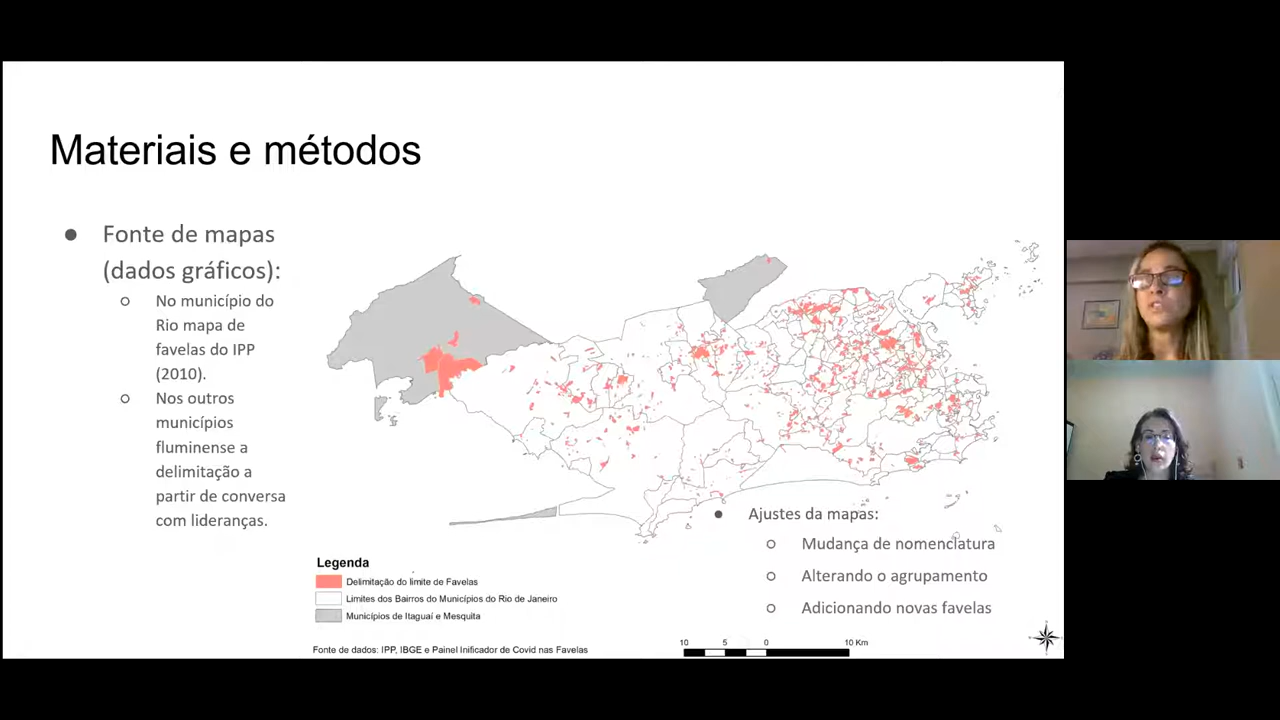 Materiais e métodos
● Fonte de mapas
(dados gráficos):
○ No município do
Rio mapa de
favelas do IPP
(2010).
○ Nos outros
municípios
fluminense a
delimitação a
partir de conversa
com lideranças.
● Ajustes da mapas:
○ Mudança de nomenclatura
○ Alterando o agrupamento
○ Adicionando novas favelas
Legenda
Delimitação do limite de Favelas
Limites dos Bairros do Municípios do Rio de Janeiro
Municípios de Itaguaí e Mesquita
Fonte de dados: IPP, IBGE e Painel Inificador de Covid nas Favelas
10 5 0 10 Km